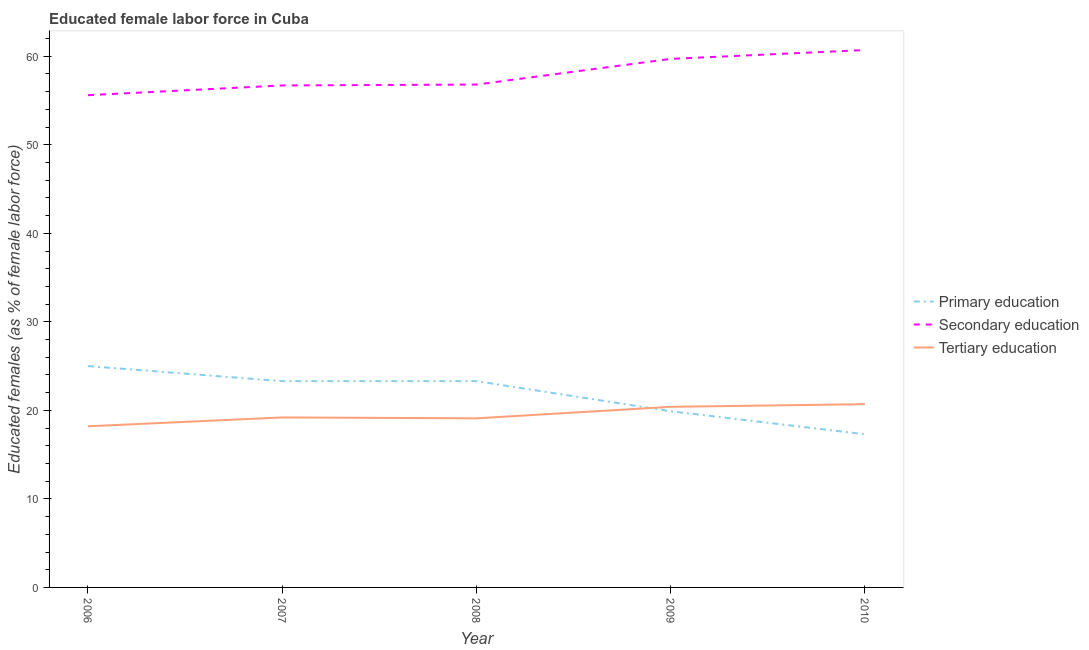 Educated female labor force in Cuba
Educated females (as % of female labor force)
60
50
40
30
20
10
0
2006
2007
2008
2009
2010
Year
Primary education
Secondary education
Tertiary education